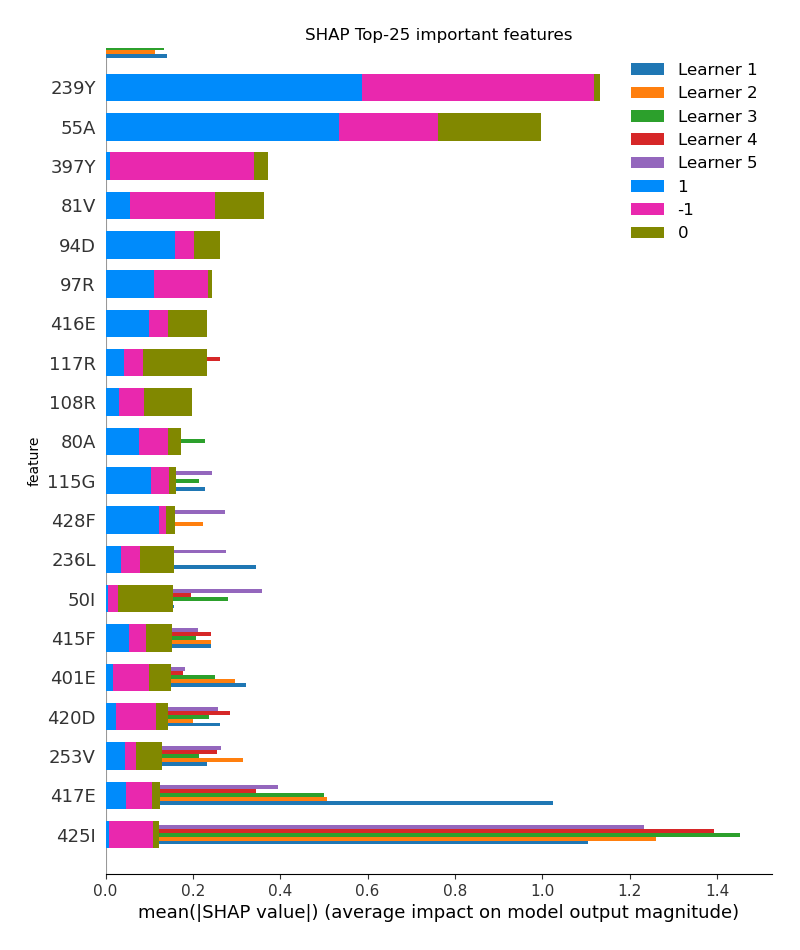 SHAP Top-25 important features
Learner 1
Learner 2
Learner 3
Learner 4
Learner 5
1
-1
0
239Y
55A
397Y
81V
94D
97R
416E
117R
108R
80A
115G
428F
236L
50I
415F
401E
420D
253V
417E
425I
feature
0.0 0.2 0.4 0.6 0.8 1.0 1.2 1.4
mean(|SHAP value|) (average impact on model output magnitude)